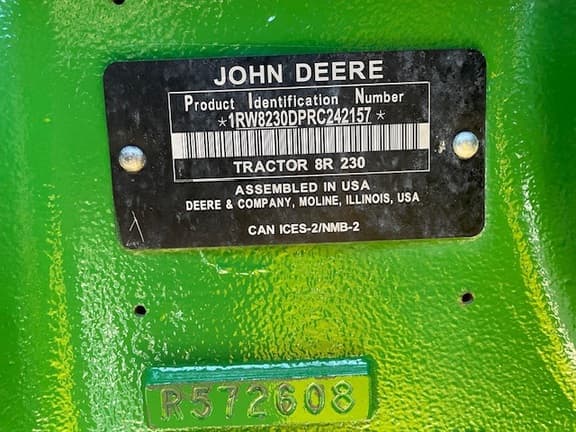 JOHN DEERE
Product Identification Number
*1RW8230DPRC242157*
TRACTOR 8R 230
ASSEMBLED IN USA
DEERE & COMPANY, MOLINE, ILLINOIS, USA
CAN ICES-2/NMB-2
R572608